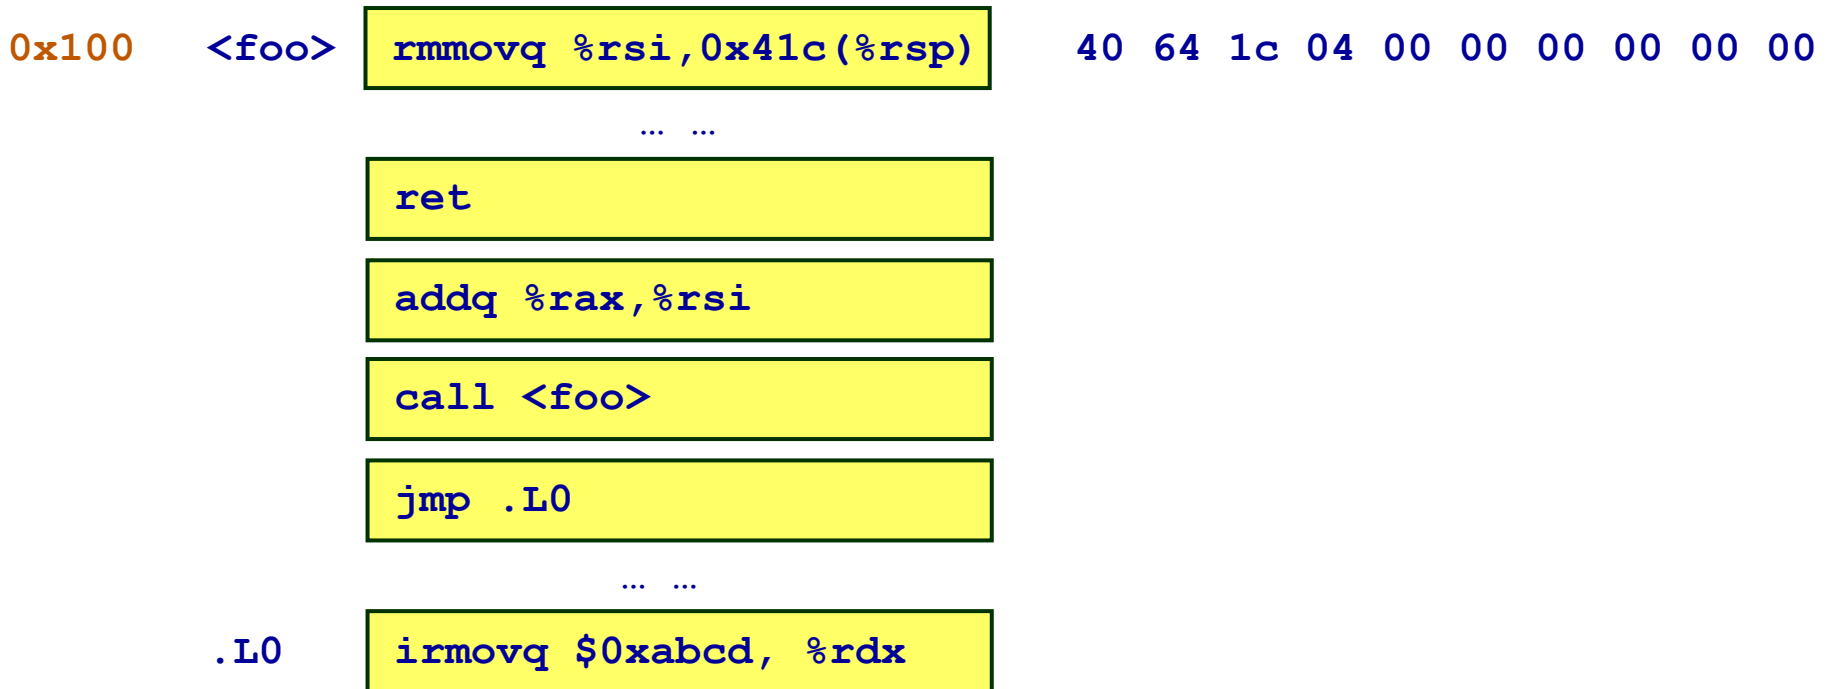 0x100 <foo> rmmovq %rsi,0x41c(%rsp) 40 64 1c 04 00 00 00 00 00 00
… …
ret
addq %rax,%rsi
call <foo>
jmp .L0
… …
.L0 irmovq $0xabcd, %rdx